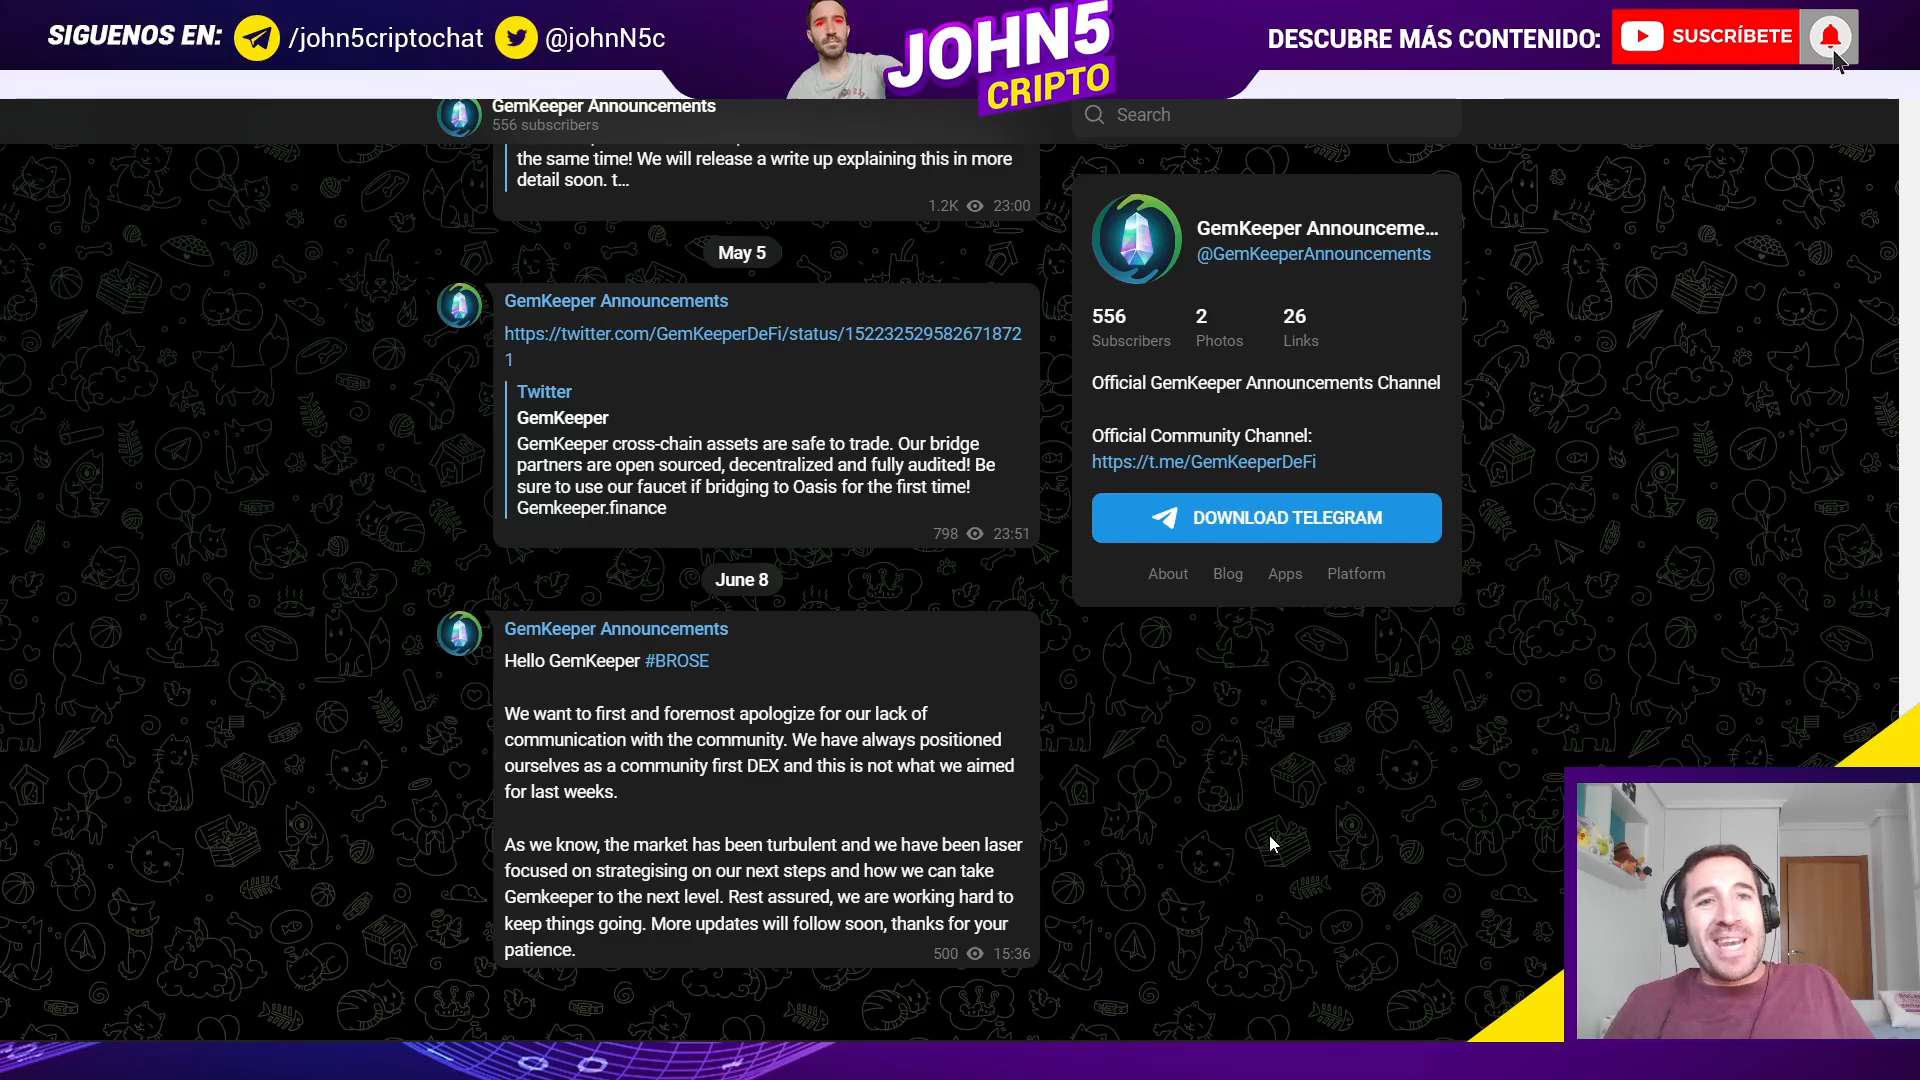 SIGUENOS EN:
/john5criptochat
@johnN5c
JOHN5
CRIPTO
DESCUBRE MÁS CONTENIDO:
SUSCRÍBETE
GemKeeper Announcements
556 subscribers
Search
the same time! We will release a write up explaining this in more
detail soon. t...
1.2K 23:00
May 5
GemKeeper Announcements
https://twitter.com/GemKeeperDeFi/status/152232529582671872
1
Twitter
GemKeeper
GemKeeper cross-chain assets are safe to trade. Our bridge
partners are open sourced, decentralized and fully audited! Be
sure to use our faucet if bridging to Oasis for the first time!
Gemkeeper.finance
798 23:51
June 8
GemKeeper Announcements
Hello GemKeeper #BROSE
We want to first and foremost apologize for our lack of
communication with the community. We have always positioned
ourselves as a community first DEX and this is not what we aimed
for last weeks.
As we know, the market has been turbulent and we have been laser
focused on strategising on our next steps and how we can take
Gemkeeper to the next level. Rest assured, we are working hard to
keep things going. More updates will follow soon, thanks for your
patience.
500 15:36
GemKeeper Announceme...
@GemKeeperAnnouncements
556 2 26
Subscribers Photos Links
Official GemKeeper Announcements Channel
Official Community Channel:
https://t.me/GemKeeperDeFi
DOWNLOAD TELEGRAM
About Blog Apps Platform